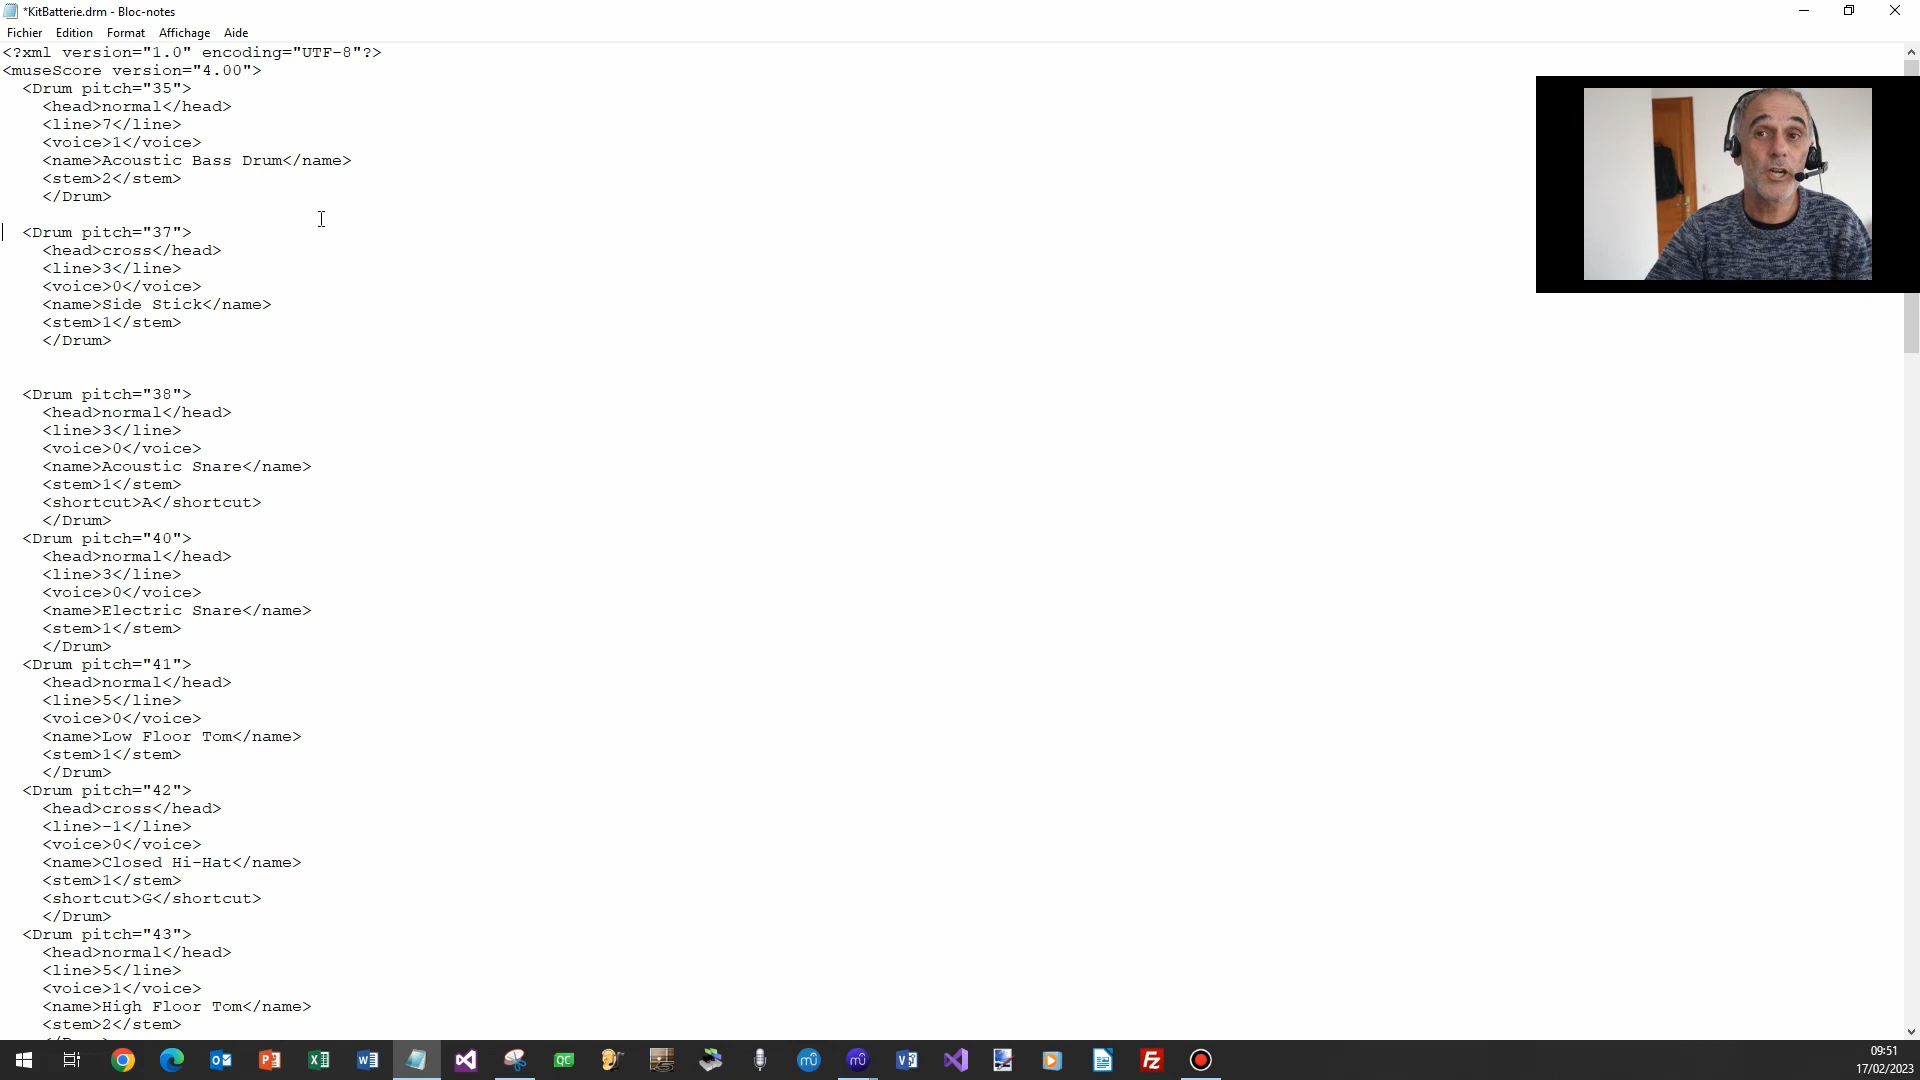 *KitBatterie.drm - Bloc-notes
Fichier Edition Format Affichage Aide
<?xml version="1.0" encoding="UTF-8"?>
<museScore version="4.00">
<Drum pitch="35">
<head>normal</head>
<line>7</line>
<voice>1</voice>
<name>Acoustic Bass Drum</name>
<stem>2</stem>
</Drum>
<Drum pitch="37">
<head>cross</head>
<line>3</line>
<voice>0</voice>
<name>Side Stick</name>
<stem>1</stem>
</Drum>
<Drum pitch="38">
<head>normal</head>
<line>3</line>
<voice>0</voice>
<name>Acoustic Snare</name>
<stem>1</stem>
<shortcut>A</shortcut>
</Drum>
<Drum pitch="40">
<head>normal</head>
<line>3</line>
<voice>0</voice>
<name>Electric Snare</name>
<stem>1</stem>
</Drum>
<Drum pitch="41">
<head>normal</head>
<line>5</line>
<voice>0</voice>
<name>Low Floor Tom</name>
<stem>1</stem>
</Drum>
<Drum pitch="42">
<head>cross</head>
<line>-1</line>
<voice>0</voice>
<name>Closed Hi-Hat</name>
<stem>1</stem>
<shortcut>G</shortcut>
</Drum>
<Drum pitch="43">
<head>normal</head>
<line>5</line>
<voice>1</voice>
<name>High Floor Tom</name>
<stem>2</stem>
09:51
17/02/2023